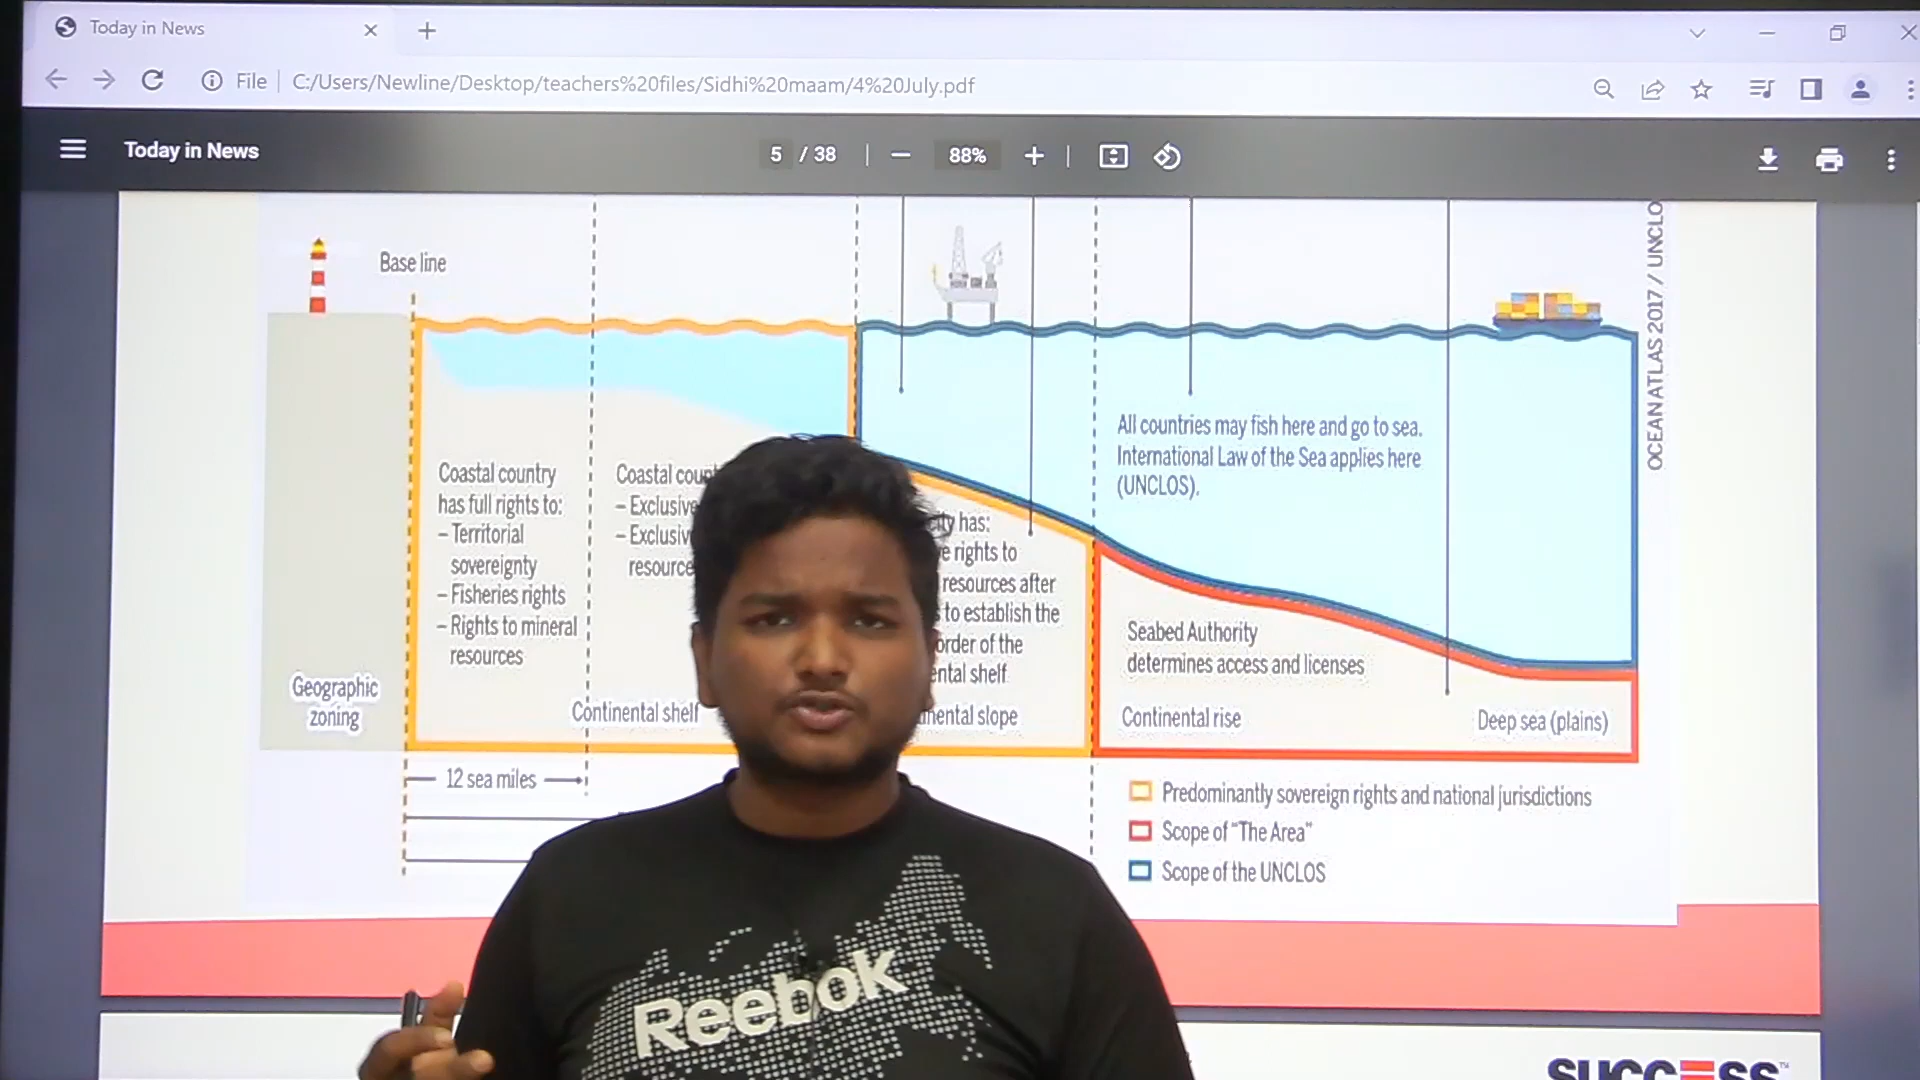 Today in News
File
C:/Users/Newline/Desktop/teachers%20files/Sidhi%20maam/4%20July.pdf
Today in News
5 / 38
88%
Base line
OCEAN ATLAS 2017 / UNCLO
All countries may fish here and go to sea.
International Law of the Sea applies here
(UNCLOS).
Coastal country
has full rights to:
– Territorial
sovereignty
– Fisheries rights
– Rights to mineral
resources
Coastal coun
– Exclusive
– Exclusiv
resource
ity has:
e rights to
resources after
to establish the
order of the
ental shelf
Seabed Authority
determines access and licenses
Geographic
zoning
Continental shelf
nental slope
Continental rise
Deep sea (plains)
12 sea miles
Predominantly sovereign rights and national jurisdictions
Scope of "The Area"
Scope of the UNCLOS
Reebok
SUCCESS